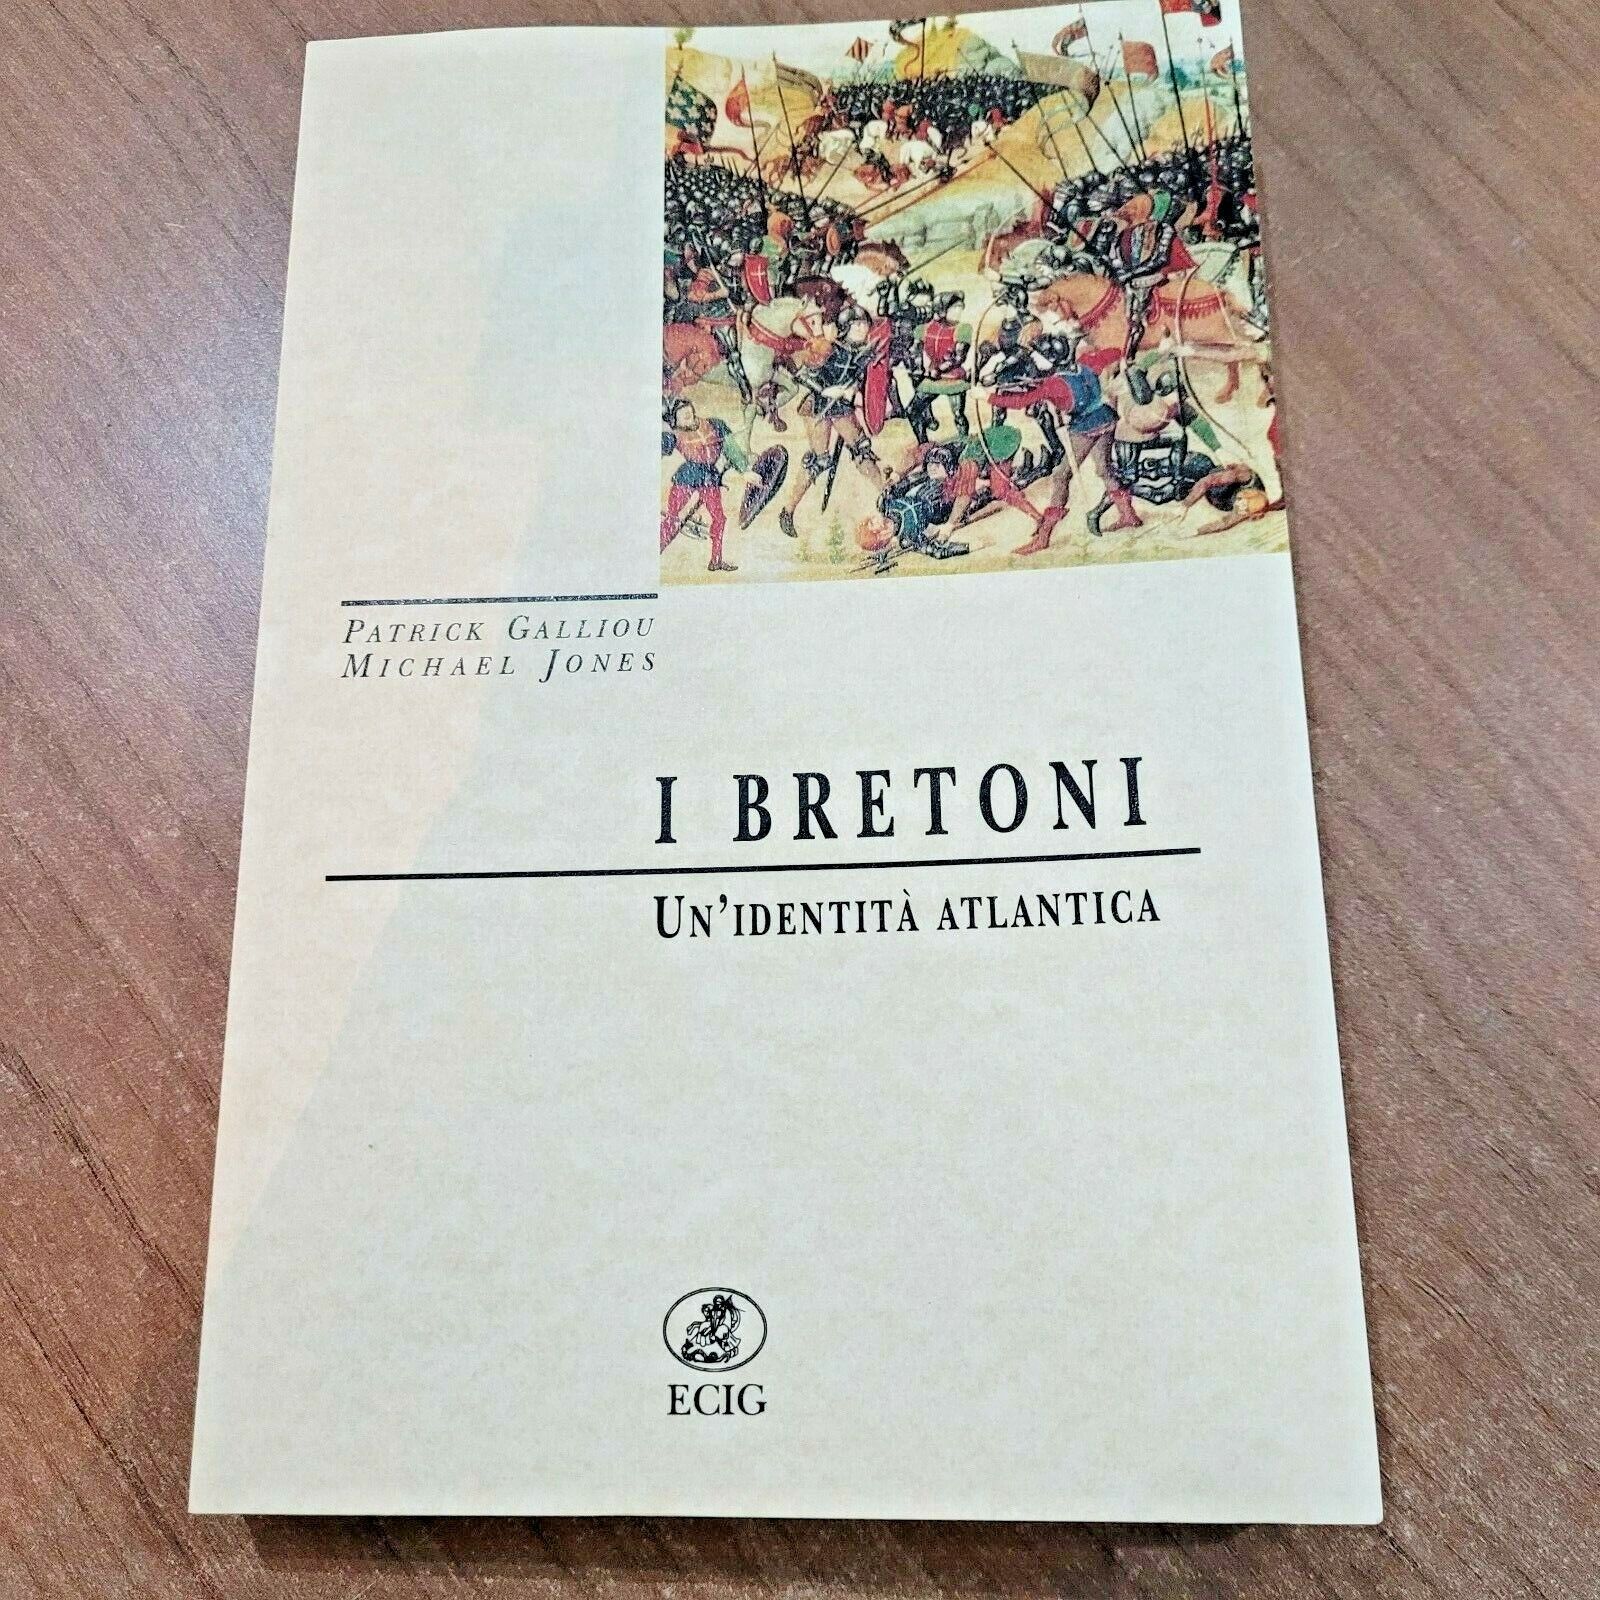 PATRICK GALLIOU
MICHAEL JONES
I BRETONI
UN'IDENTITÀ ATLANTICA
ECIG